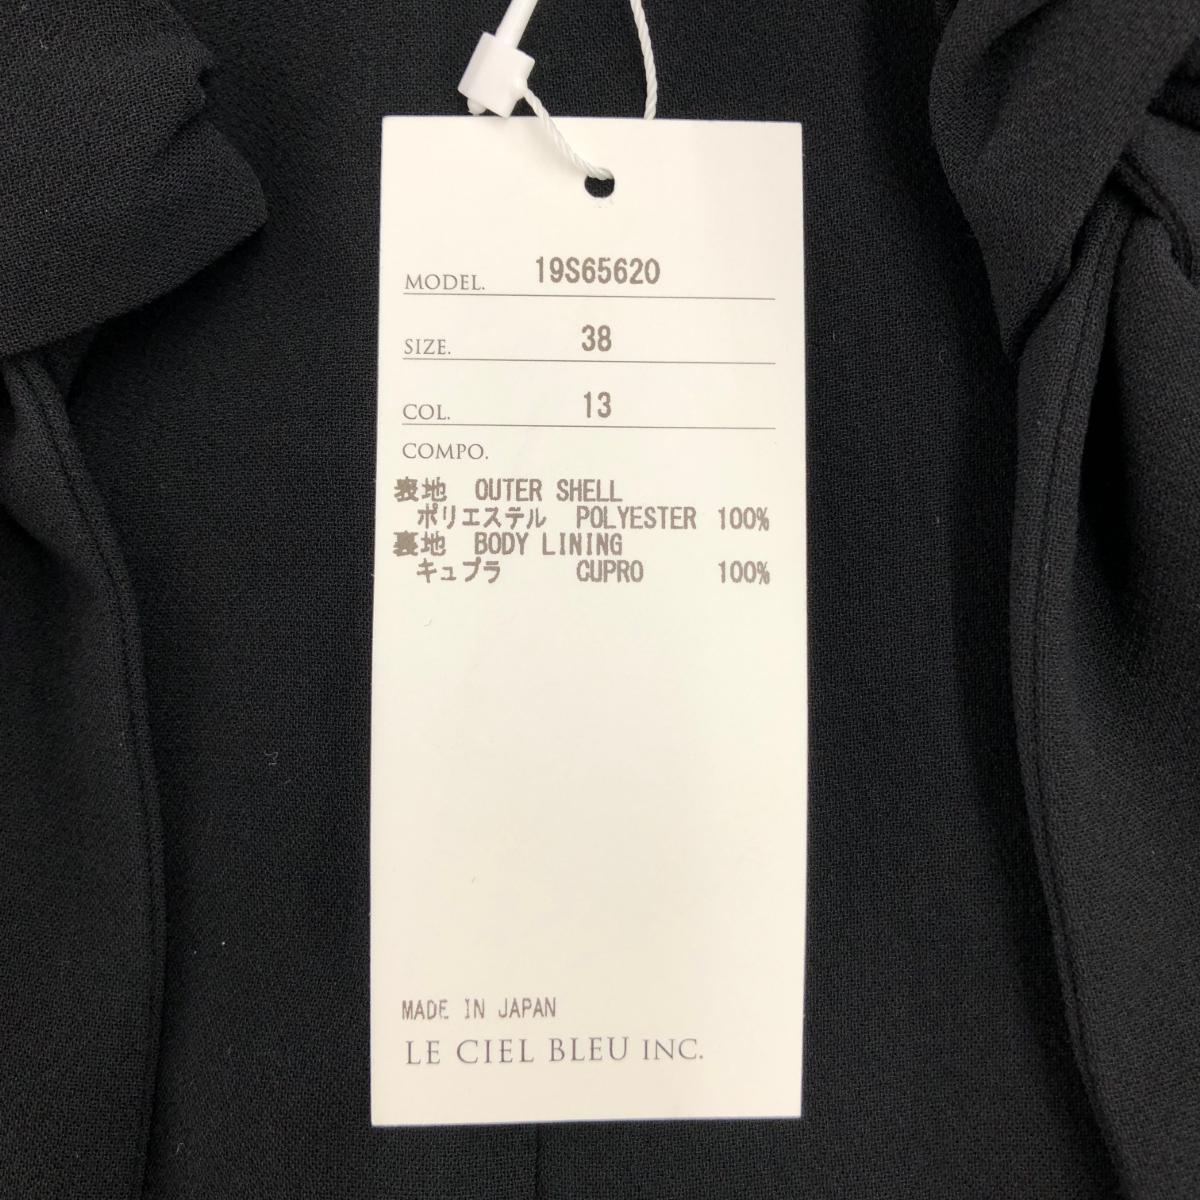 MODEL. 19S65620
SIZE. 38
COL. 13
COMPO.
表地 OUTER SHELL
ポリエステル POLYESTER 100%
裏地 BODY LINING
キュプラ CUPRO 100%
MADE IN JAPAN
LE CIEL BLEU INC.